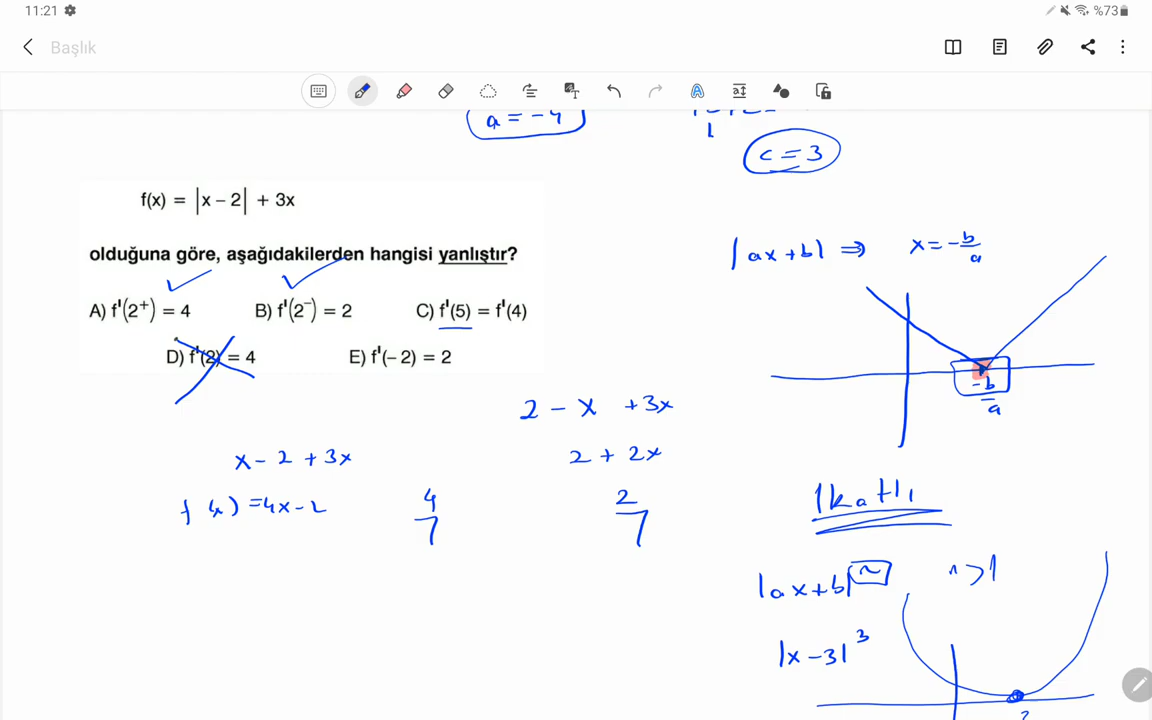 11:21
%73
Başlık
a = -4
c = 3
f(x) = |x – 2| + 3x
olduğuna göre, aşağıdakilerden hangisi yanlıştır?
A) f'(2⁺) = 4 B) f'(2⁻) = 2 C) f'(5) = f'(4)
D) f'(2) = 4 E) f'(– 2) = 2
|ax+b| ⇒ x = -b/a
-b/a
2 - x + 3x
x - 2 + 3x
2 + 2x
f(x) = 4x - 2
4
2
1 katlı
|ax+b|ⁿ n > 1
|x-3|³